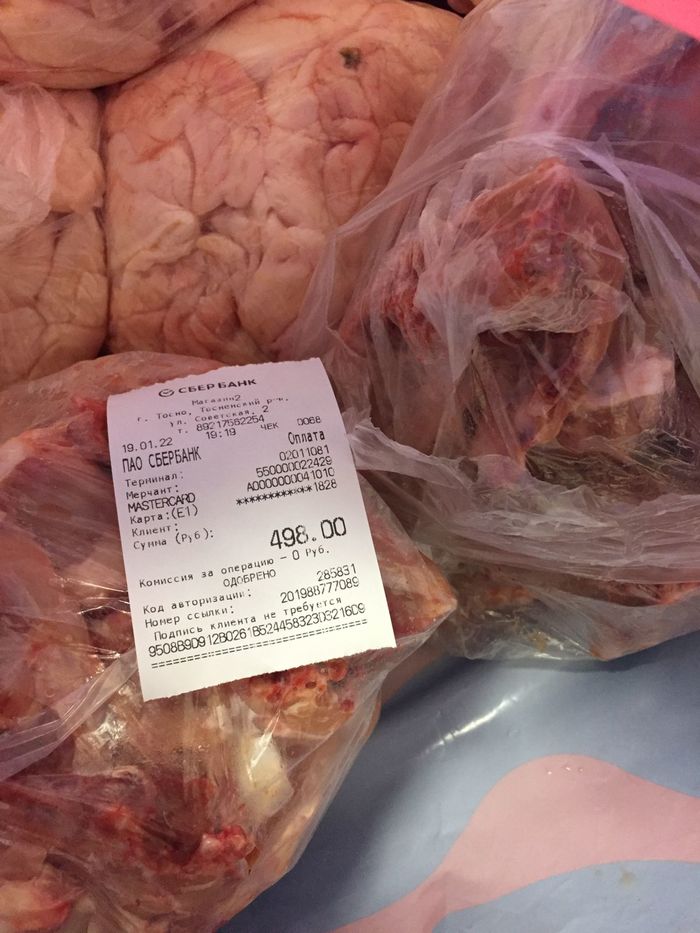 СБЕРБАНК
Магазин2
г. Тосно, Тосненский р-н,
ул. Советская, 2
т. 89217562254
19.01.22 19:19 ЧЕК 0068
ПАО СБЕРБАНК Оплата
Терминал: 02011081
Мерчант: 550000022429
MASTERCARD A0000000041010
Карта:(E1) ************1828
Клиент:
Сумма (Руб):
498.00
Комиссия за операцию - 0 Руб.
ОДОБРЕНО
Код авторизации: 285831
Номер ссылки: 201988777089
Подпись клиента не требуется
9508B9D912B0261B524458323D3216D9
================================